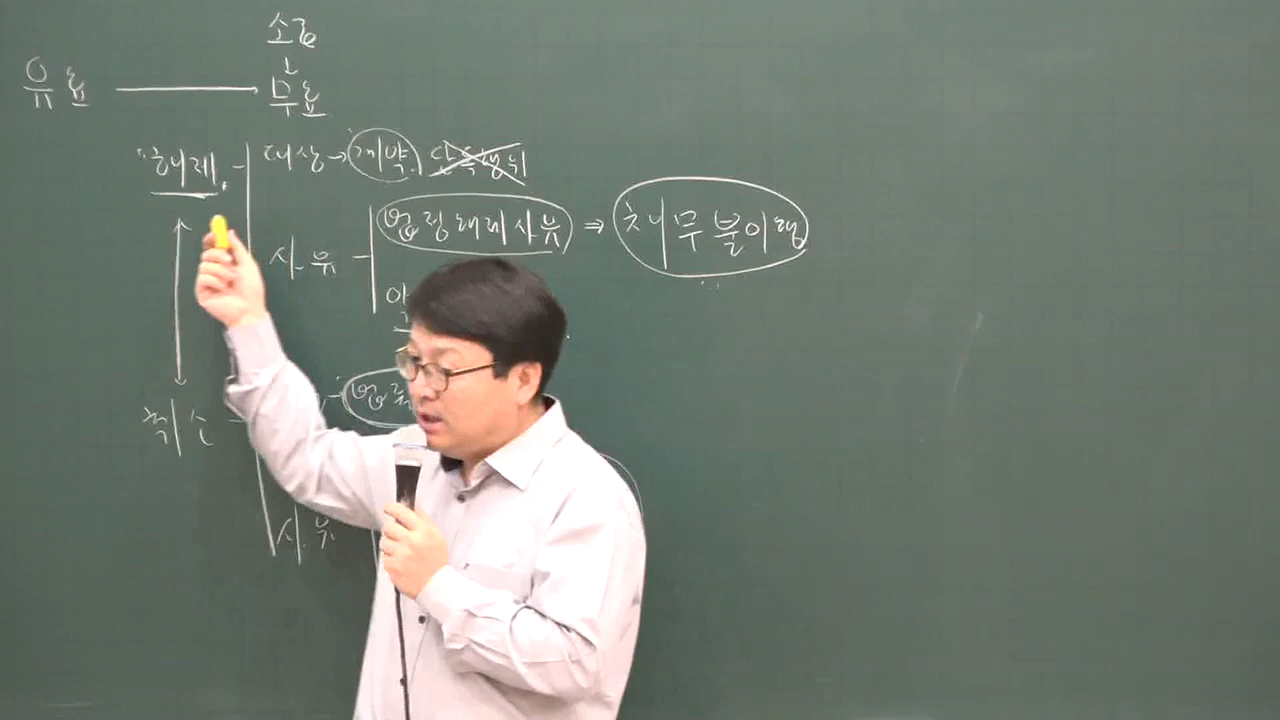 소급
↓
유효 → 무효
해제
대상 → 계약 단독행위
사유
법정해제사유 ⇒ 채무불이행
취소
사유